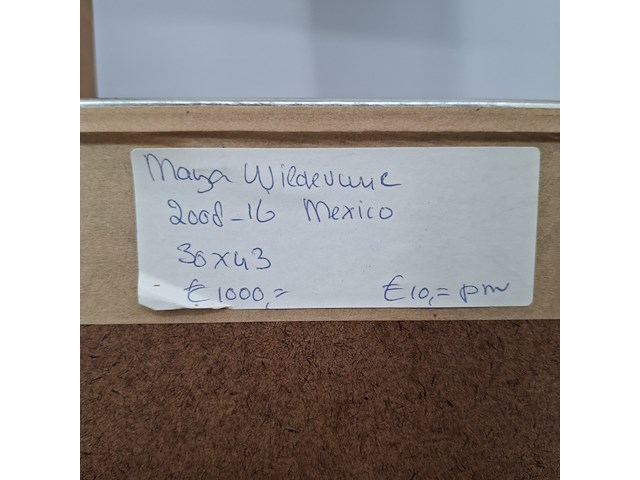 Maya Wildevuur
2008-16 Mexico
30x43
€1000,= €10,= pm